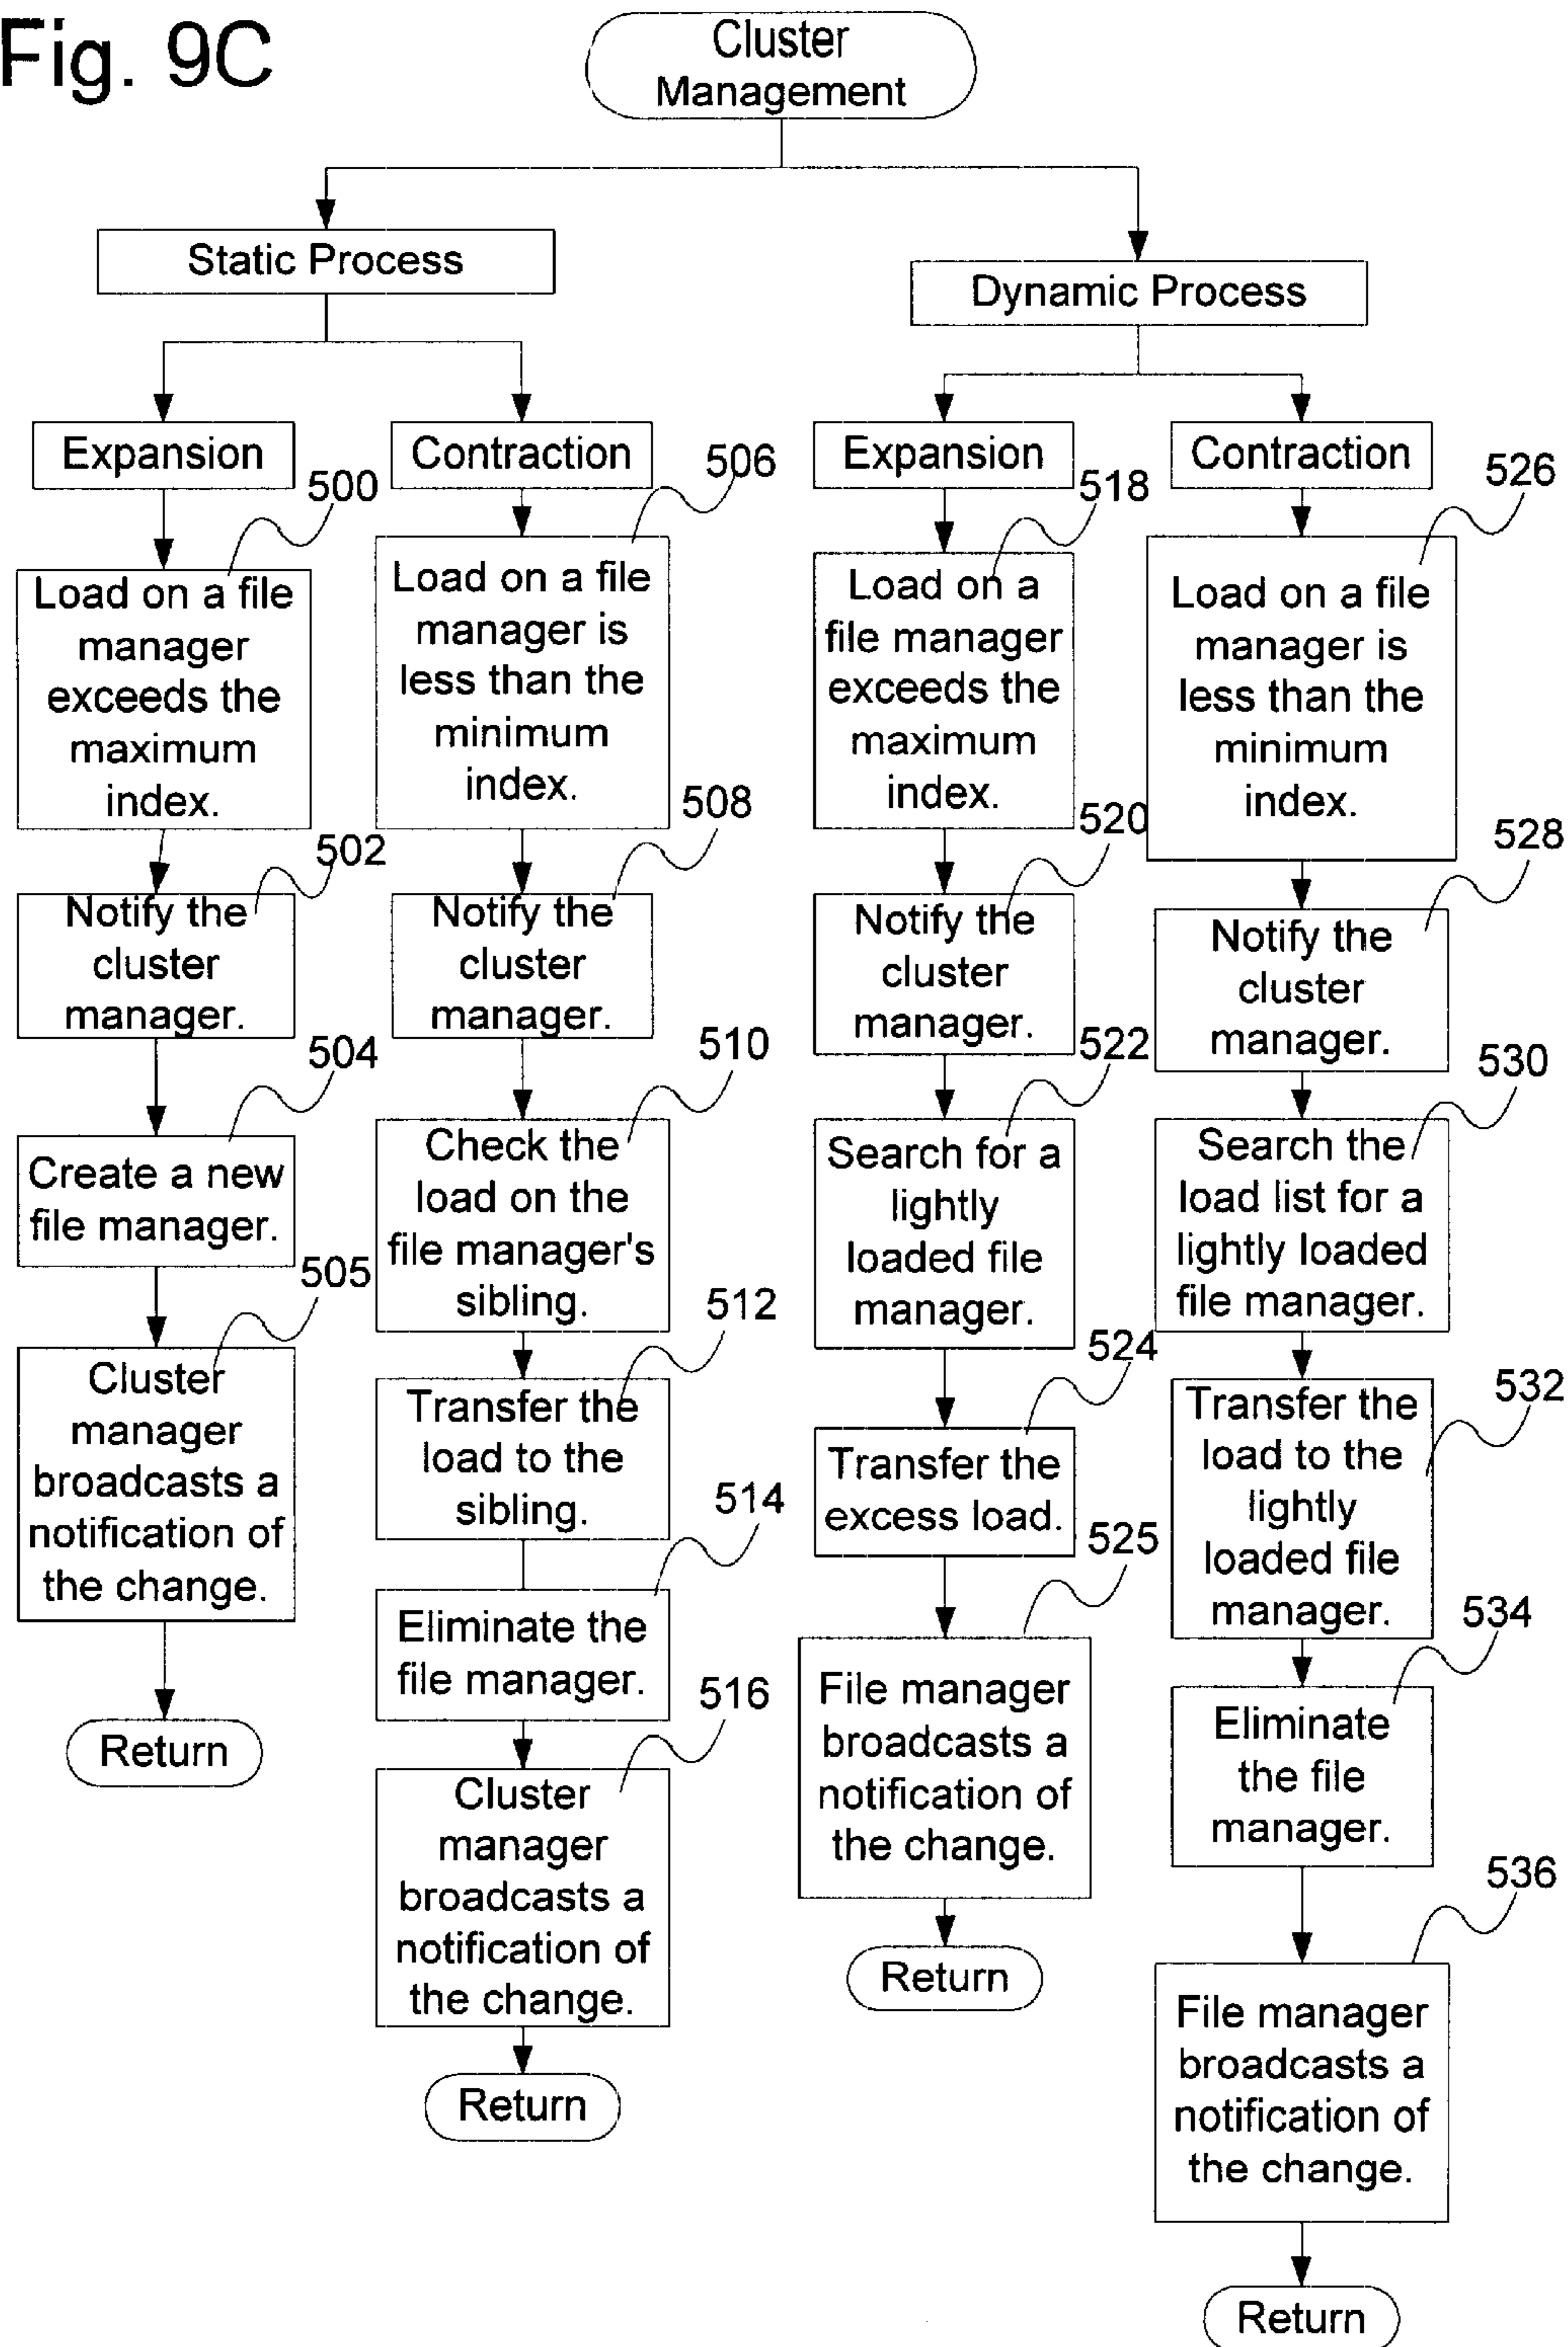 Fig. 9C
Cluster
Management
Static Process
Dynamic Process
Expansion
500
Load on a file
manager
exceeds the
maximum
index.
502
Notify the
cluster
manager.
504
Create a new
file manager.
505
Cluster
manager
broadcasts a
notification of
the change.
Return
Contraction
506
Load on a file
manager is
less than the
minimum
index.
508
Notify the
cluster
manager.
510
Check the
load on the
file manager's
sibling.
512
Transfer the
load to the
sibling.
514
Eliminate the
file manager.
516
Cluster
manager
broadcasts a
notification of
the change.
Return
Expansion
518
Load on a
file manager
exceeds the
maximum
index.
520
Notify the
cluster
manager.
522
Search for a
lightly
loaded file
manager.
524
Transfer the
excess load.
525
File manager
broadcasts a
notification of
the change.
Return
Contraction
526
Load on a file
manager is
less than the
minimum
index.
528
Notify the
cluster
manager.
530
Search the
load list for a
lightly loaded
file manager.
532
Transfer the
load to the
lightly
loaded file
manager.
534
Eliminate
the file
manager.
536
File manager
broadcasts a
notification of
the change.
Return